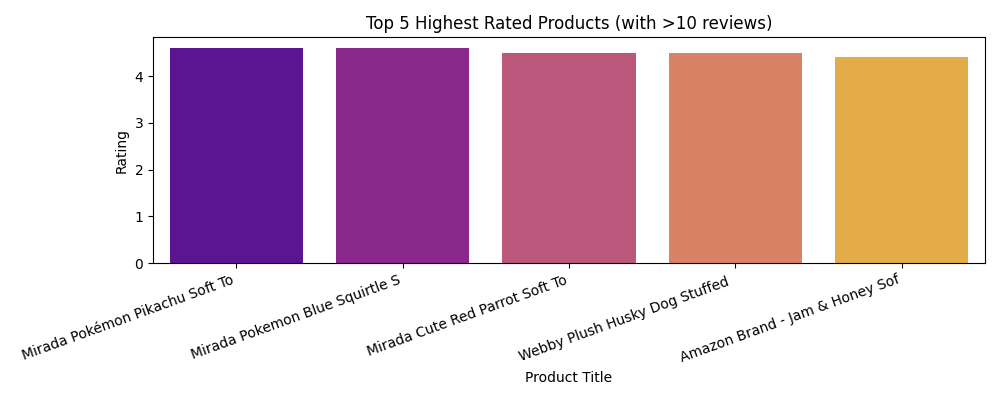 Top 5 Highest Rated Products (with >10 reviews)
Rating
4
3
2
1
0
Mirada Pokémon Pikachu Soft To
Mirada Pokemon Blue Squirtle S
Mirada Cute Red Parrot Soft To
Webby Plush Husky Dog Stuffed
Amazon Brand - Jam & Honey Sof
Product Title